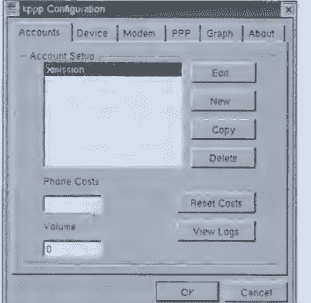 kppp Configuration
Accounts Device Modem PPP Graph About
Account Setup
Xmission
Edit
New
Copy
Delete
Phone Costs
Reset Costs
Volume
View Logs
0
OK Cancel